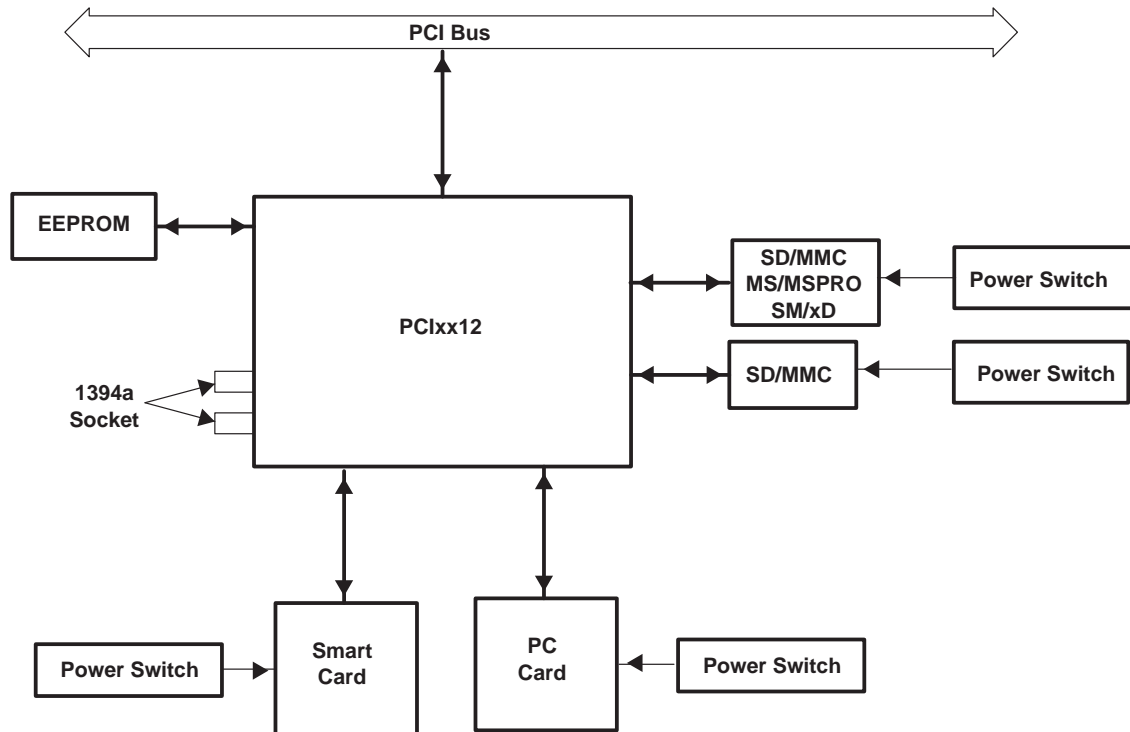 PCI Bus
EEPROM
PCIxx12
SD/MMC
MS/MSPRO
SM/xD
Power Switch
SD/MMC
Power Switch
1394a
Socket
Power Switch
Smart
Card
PC
Card
Power Switch